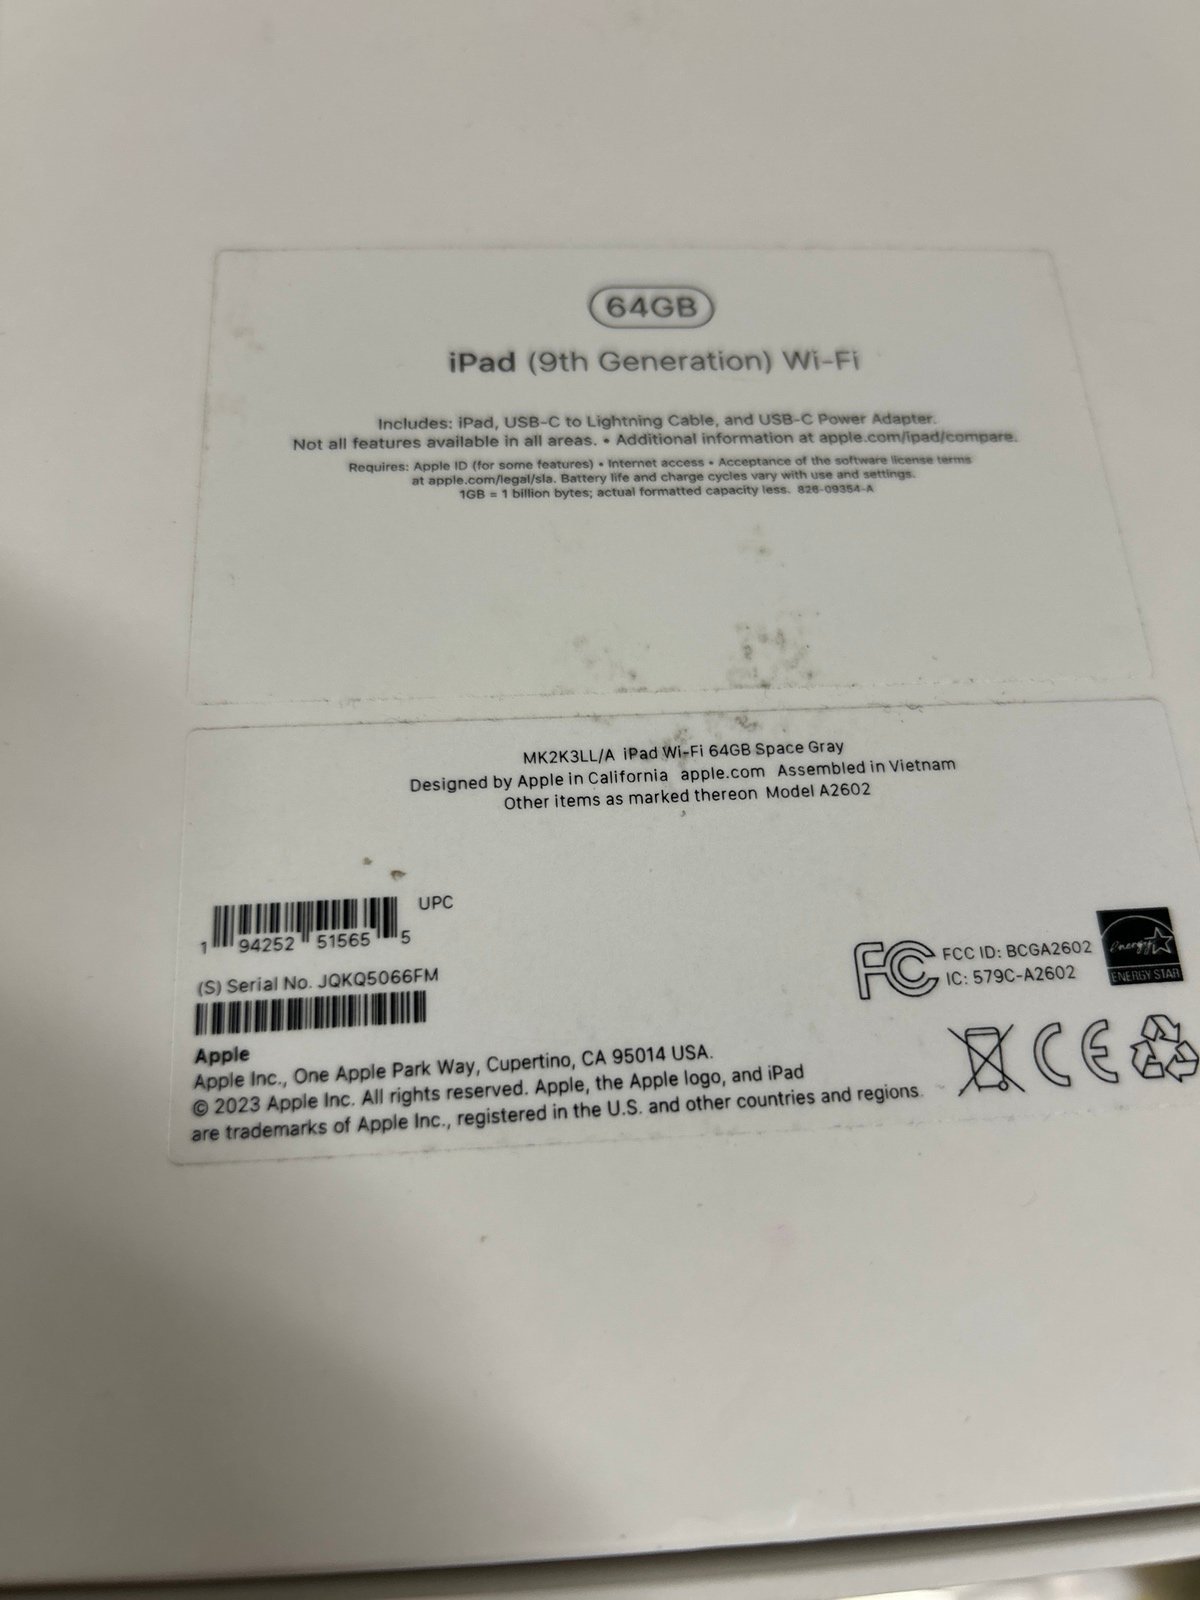 64GB
iPad (9th Generation) Wi-Fi
Includes: iPad, USB-C to Lightning Cable, and USB-C Power Adapter.
Not all features available in all areas. • Additional information at apple.com/ipad/compare.
Requires: Apple ID (for some features) • Internet access • Acceptance of the software license terms
at apple.com/legal/sla. Battery life and charge cycles vary with use and settings.
1GB = 1 billion bytes; actual formatted capacity less. 826-09354-A
MK2K3LL/A iPad Wi-Fi 64GB Space Gray
Designed by Apple in California apple.com Assembled in Vietnam
Other items as marked thereon Model A2602
UPC
1 94252 51565 5
(S) Serial No. JQKQ5066FM
FC FCC ID: BCGA2602
IC: 579C-A2602
energy
ENERGY STAR
CE
Apple
Apple Inc., One Apple Park Way, Cupertino, CA 95014 USA.
© 2023 Apple Inc. All rights reserved. Apple, the Apple logo, and iPad
are trademarks of Apple Inc., registered in the U.S. and other countries and regions.